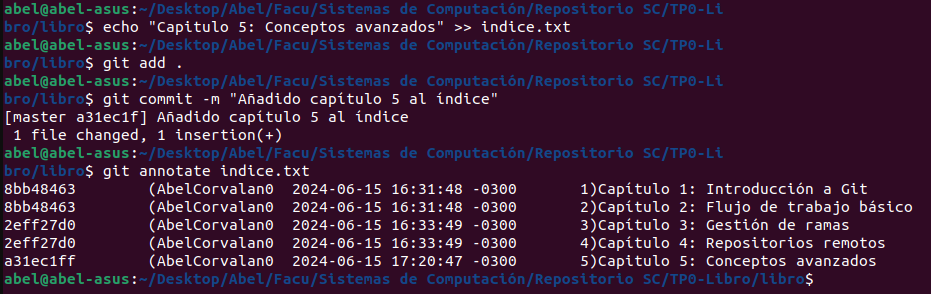 abel@abel-asus:~/Desktop/Abel/Facu/Sistemas de Computación/Repositorio SC/TP0-Li
bro/libro$ echo "Capitulo 5: Conceptos avanzados" >> indice.txt
abel@abel-asus:~/Desktop/Abel/Facu/Sistemas de Computación/Repositorio SC/TP0-Li
bro/libro$ git add .
abel@abel-asus:~/Desktop/Abel/Facu/Sistemas de Computación/Repositorio SC/TP0-Li
bro/libro$ git commit -m "Añadido capítulo 5 al índice"
[master a31ec1f] Añadido capítulo 5 al índice
 1 file changed, 1 insertion(+)
abel@abel-asus:~/Desktop/Abel/Facu/Sistemas de Computación/Repositorio SC/TP0-Li
bro/libro$ git annotate indice.txt
8bb48463	(AbelCorvalan0	2024-06-15 16:31:48 -0300	1)Capítulo 1: Introducción a Git
8bb48463	(AbelCorvalan0	2024-06-15 16:31:48 -0300	2)Capítulo 2: Flujo de trabajo básico
2eff27d0	(AbelCorvalan0	2024-06-15 16:33:49 -0300	3)Capítulo 3: Gestión de ramas
2eff27d0	(AbelCorvalan0	2024-06-15 16:33:49 -0300	4)Capítulo 4: Repositorios remotos
a31ec1ff	(AbelCorvalan0	2024-06-15 17:20:47 -0300	5)Capitulo 5: Conceptos avanzados
abel@abel-asus:~/Desktop/Abel/Facu/Sistemas de Computación/Repositorio SC/TP0-Libro/libro$